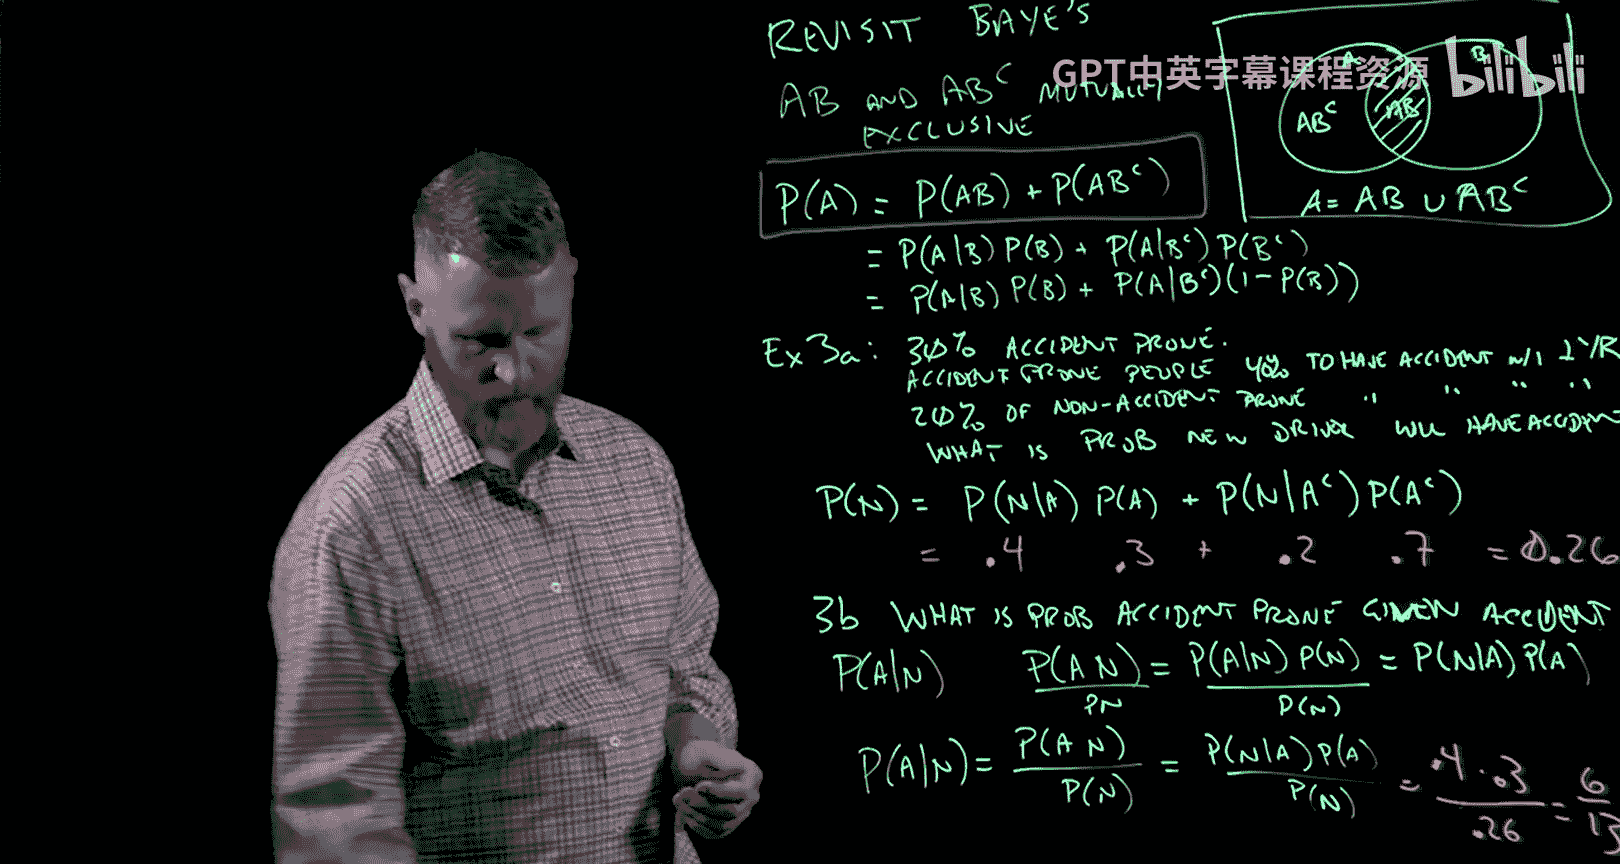 REVISIT BAYE'S
GPT中英字幕课程资源 bilibili
AB AND AB^C MUTUALLY
EXCLUSIVE
A B
AB^C AB
A = AB ∪ AB^C
P(A) = P(AB) + P(AB^C)
= P(A|B) P(B) + P(A|B^C) P(B^C)
= P(A|B) P(B) + P(A|B^C)(1 - P(B))
Ex 3a: 30% ACCIDENT PRONE.
ACCIDENT PRONE PEOPLE 40% TO HAVE ACCIDENT W/I 1 YR
20% OF NON-ACCIDENT PRONE " " " "
WHAT IS PROB NEW DRIVER WILL HAVE ACCIDENT
P(N) = P(N|A) P(A) + P(N|A^C) P(A^C)
= .4 .3 + .2 .7 = 0.26
3b WHAT IS PROB ACCIDENT PRONE GIVEN ACCIDENT
P(A|N) P(A N)/PN = P(A|N) P(N)/P(N) = P(N|A) P(A)
P(A|N) = P(A N)/P(N) = P(N|A) P(A)/P(N) = .4 · .3/.26 = 6/13